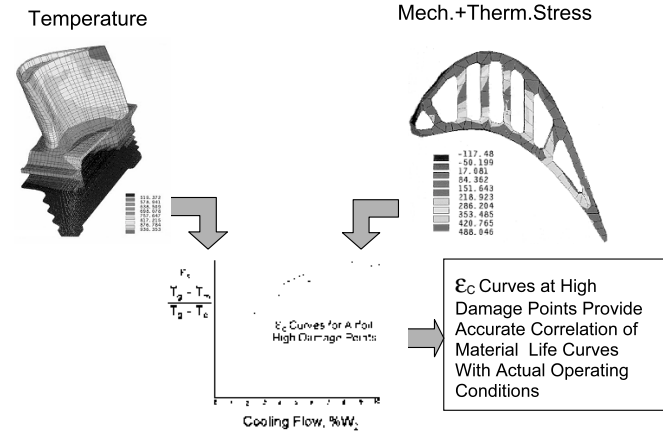 Temperature
Mech.+Therm.Stress
-117.48
-50.199
17.081
84.362
151.643
218.923
286.204
353.485
420.765
488.046
Tg - Tm
Tg - Tc
εc Curves for Airfoil
High Damage Points
Cooling Flow, %W2
εC Curves at High
Damage Points Provide
Accurate Correlation of
Material Life Curves
With Actual Operating
Conditions